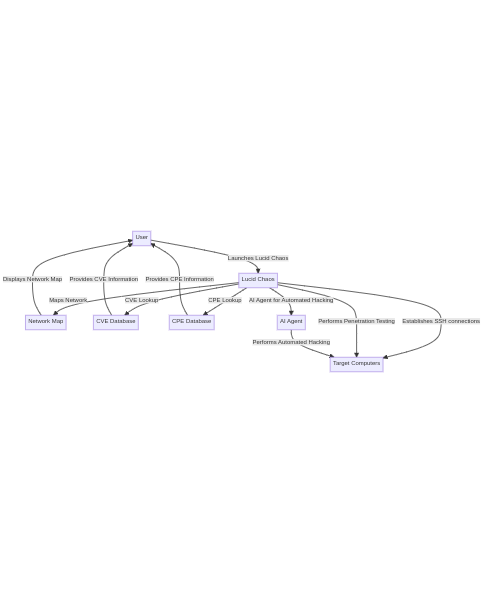 User
Launches Lucid Chaos
Displays Network Map
Provides CVE Information
Provides CPE Information
Lucid Chaos
Maps Network
CVE Lookup
CPE Lookup
AI Agent for Automated Hacking
Network Map
CVE Database
CPE Database
AI Agent
Performs Penetration Testing
Establishes SSH connections
Performs Automated Hacking
Target Computers